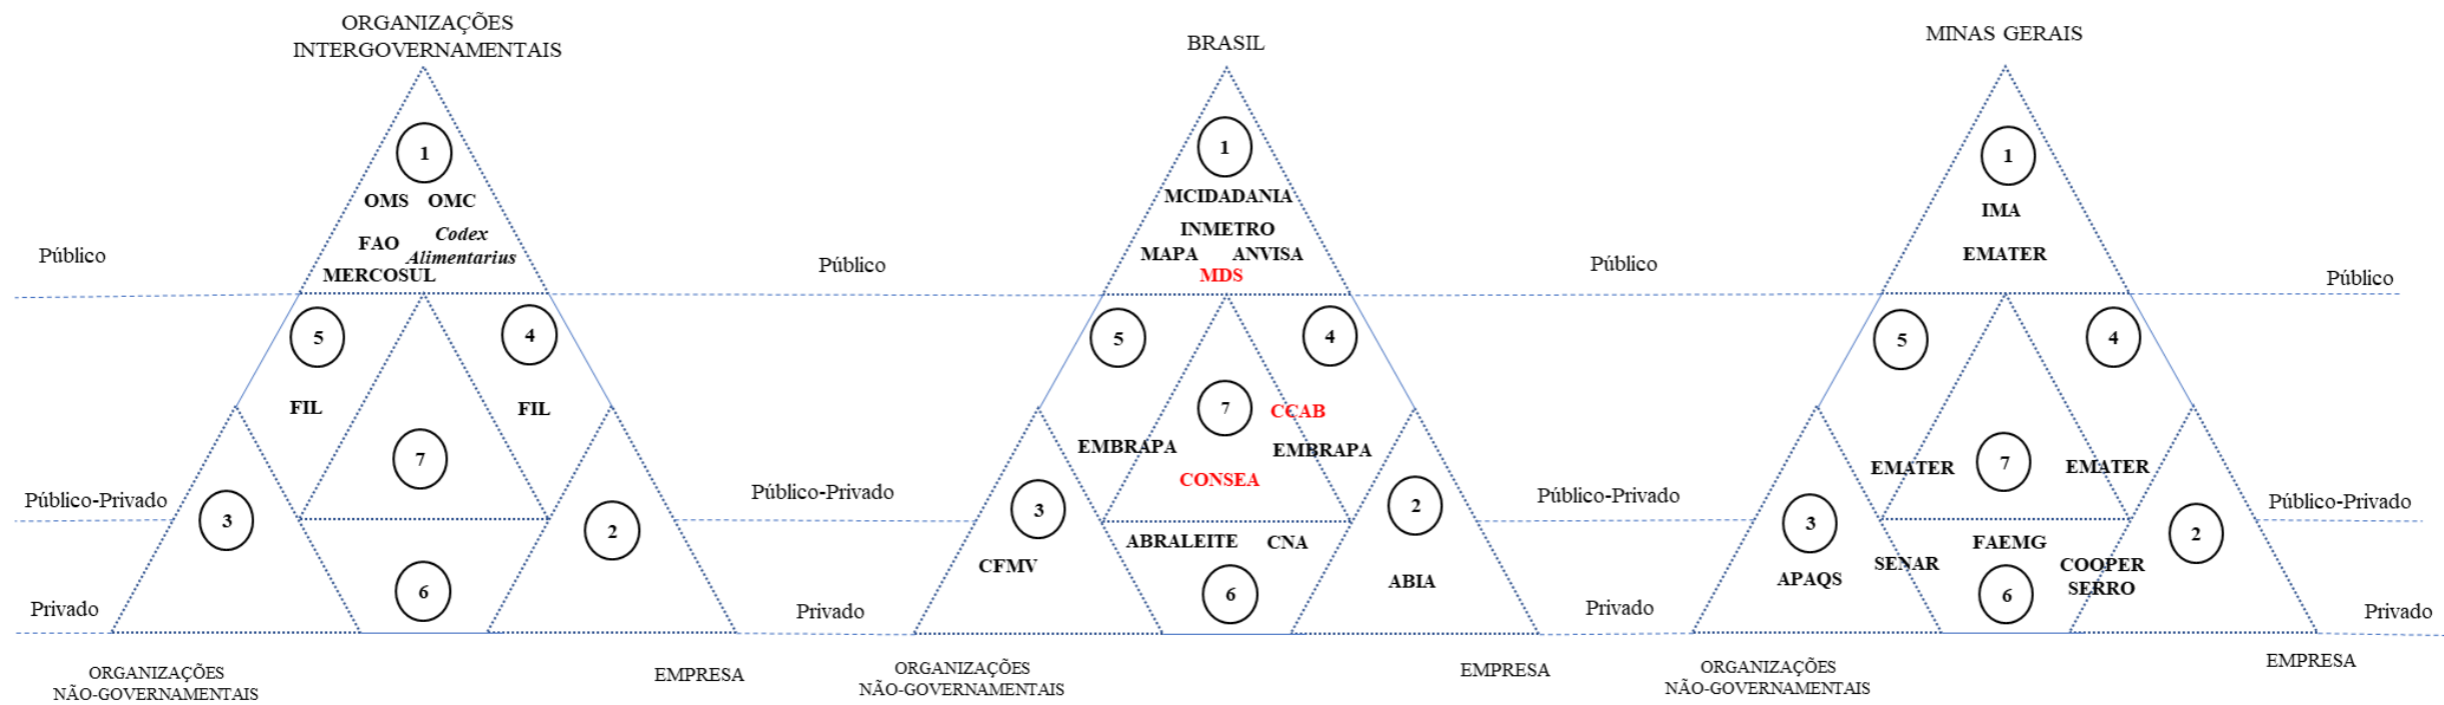 ORGANIZAÇÕES
INTERGOVERNAMENTAIS
1
OMS OMC
FAO Codex
Alimentarius
MERCOSUL
Público
5
4
FIL
FIL
7
Público-Privado
3
2
6
Privado
ORGANIZAÇÕES
NÃO-GOVERNAMENTAIS
EMPRESA
BRASIL
1
MCIDADANIA
INMETRO
MAPA ANVISA
MDS
Público
5
4
7
CCAB
EMBRAPA
EMBRAPA
CONSEA
Público-Privado
3
2
ABRALEITE CNA
CFMV
ABIA
6
Privado
ORGANIZAÇÕES
NÃO-GOVERNAMENTAIS
EMPRESA
MINAS GERAIS
1
IMA
EMATER
Público
Público
5
4
EMATER
7
EMATER
Público-Privado
Público-Privado
3
2
FAEMG
SENAR
COOPER
SERRO
APAQS
6
Privado
Privado
ORGANIZAÇÕES
NÃO-GOVERNAMENTAIS
EMPRESA